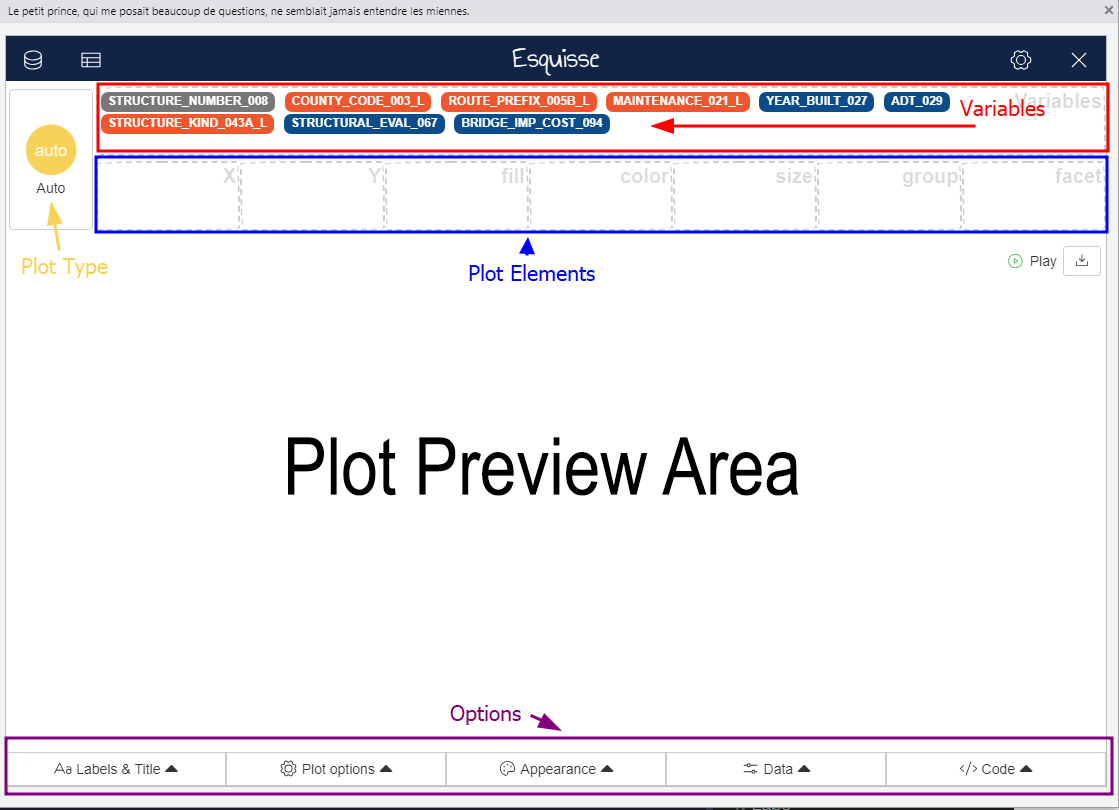 Le petit prince, qui me posait beaucoup de questions, ne semblait jamais entendre les miennes.
Esquisse
STRUCTURE_NUMBER_008 COUNTY_CODE_003_L ROUTE_PREFIX_005B_L MAINTENANCE_021_L YEAR_BUILT_027 ADT_029
Variables
Variables
STRUCTURE_KIND_043A_L STRUCTURAL_EVAL_067 BRIDGE_IMP_COST_094
auto
Auto
X Y fill color size group facet
Plot Type
Plot Elements
Play
Plot Preview Area
Options
Aa Labels & Title Plot options Appearance Data </> Code